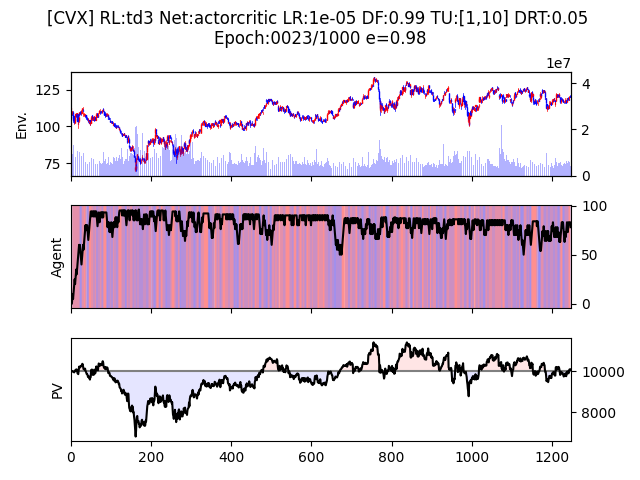 [CVX] RL:td3 Net:actorcritic LR:1e-05 DF:0.99 TU:[1,10] DRT:0.05
Epoch:0023/1000 e=0.98
1e7
125
100
75
Env.
4
2
0
Agent
100
50
0
PV
10000
8000
0 200 400 600 800 1000 1200